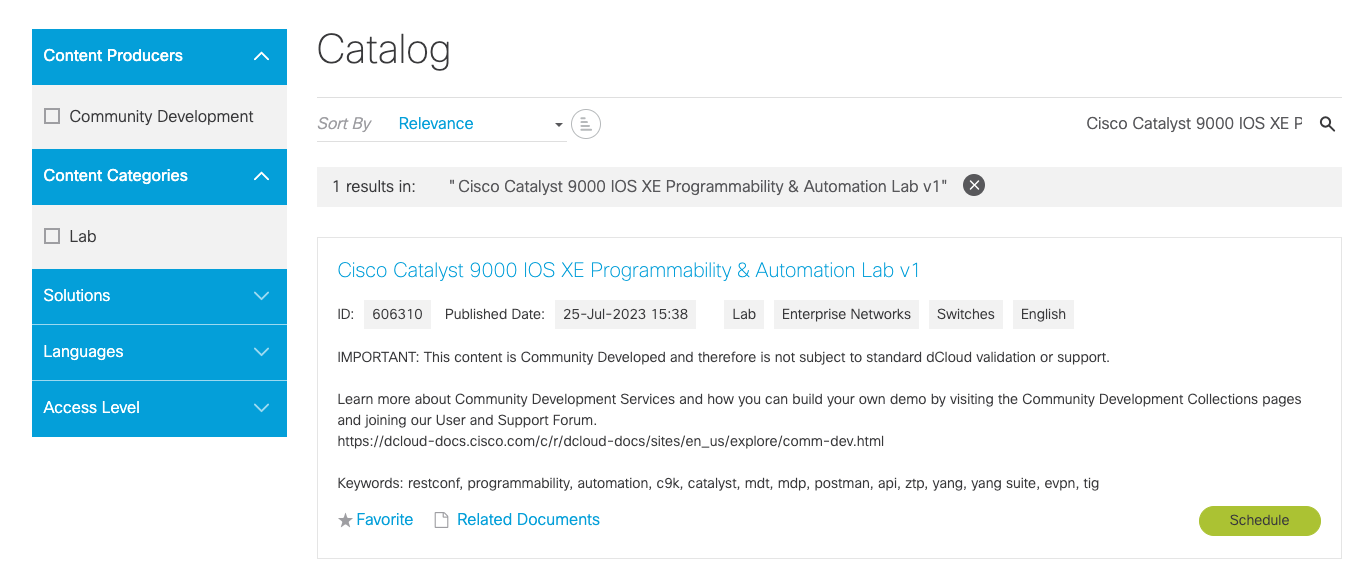 Content Producers
Community Development
Content Categories
Lab
Solutions
Languages
Access Level
Catalog
Sort By Relevance
Cisco Catalyst 9000 IOS XE P
1 results in: "Cisco Catalyst 9000 IOS XE Programmability & Automation Lab v1"
Cisco Catalyst 9000 IOS XE Programmability & Automation Lab v1
ID: 606310 Published Date: 25-Jul-2023 15:38 Lab Enterprise Networks Switches English
IMPORTANT: This content is Community Developed and therefore is not subject to standard dCloud validation or support.
Learn more about Community Development Services and how you can build your own demo by visiting the Community Development Collections pages
and joining our User and Support Forum.
https://dcloud-docs.cisco.com/c/r/dcloud-docs/sites/en_us/explore/comm-dev.html
Keywords: restconf, programmability, automation, c9k, catalyst, mdt, mdp, postman, api, ztp, yang, yang suite, evpn, tig
Favorite Related Documents
Schedule